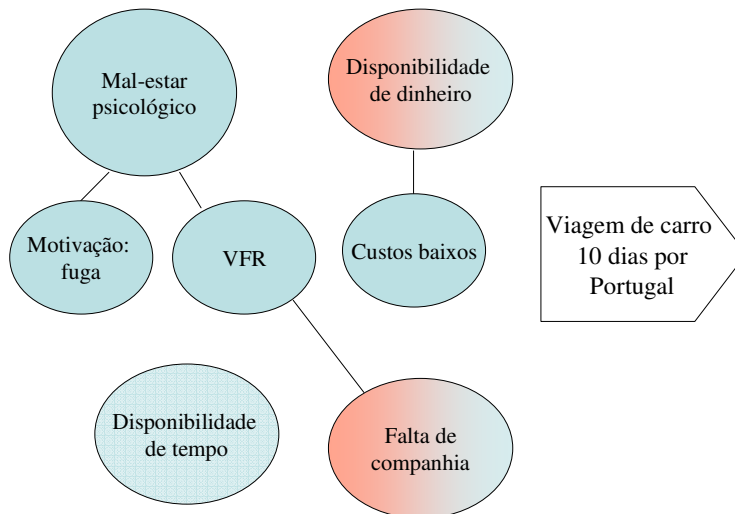 Mal-estar
psicológico
Disponibilidade
de dinheiro
Motivação:
fuga
VFR
Custos baixos
Viagem de carro
10 dias por
Portugal
Disponibilidade
de tempo
Falta de
companhia